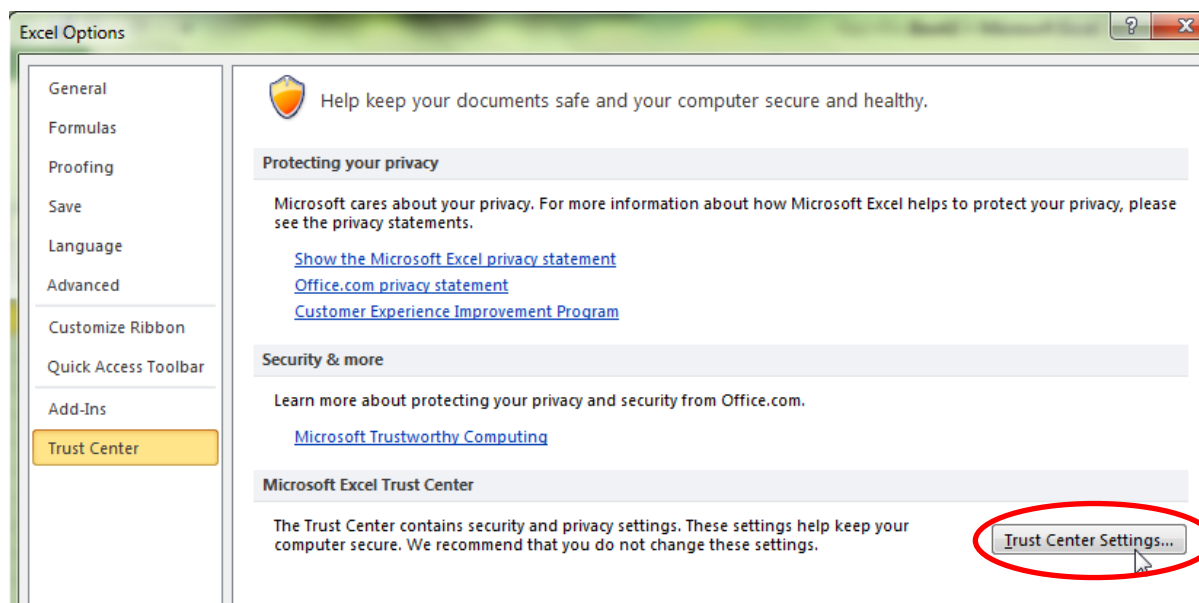 Excel Options
General
Formulas
Proofing
Save
Language
Advanced
Customize Ribbon
Quick Access Toolbar
Add-Ins
Trust Center
Help keep your documents safe and your computer secure and healthy.
Protecting your privacy
Microsoft cares about your privacy. For more information about how Microsoft Excel helps to protect your privacy, please
see the privacy statements.
Show the Microsoft Excel privacy statement
Office.com privacy statement
Customer Experience Improvement Program
Security & more
Learn more about protecting your privacy and security from Office.com.
Microsoft Trustworthy Computing
Microsoft Excel Trust Center
The Trust Center contains security and privacy settings. These settings help keep your
computer secure. We recommend that you do not change these settings.
Trust Center Settings...